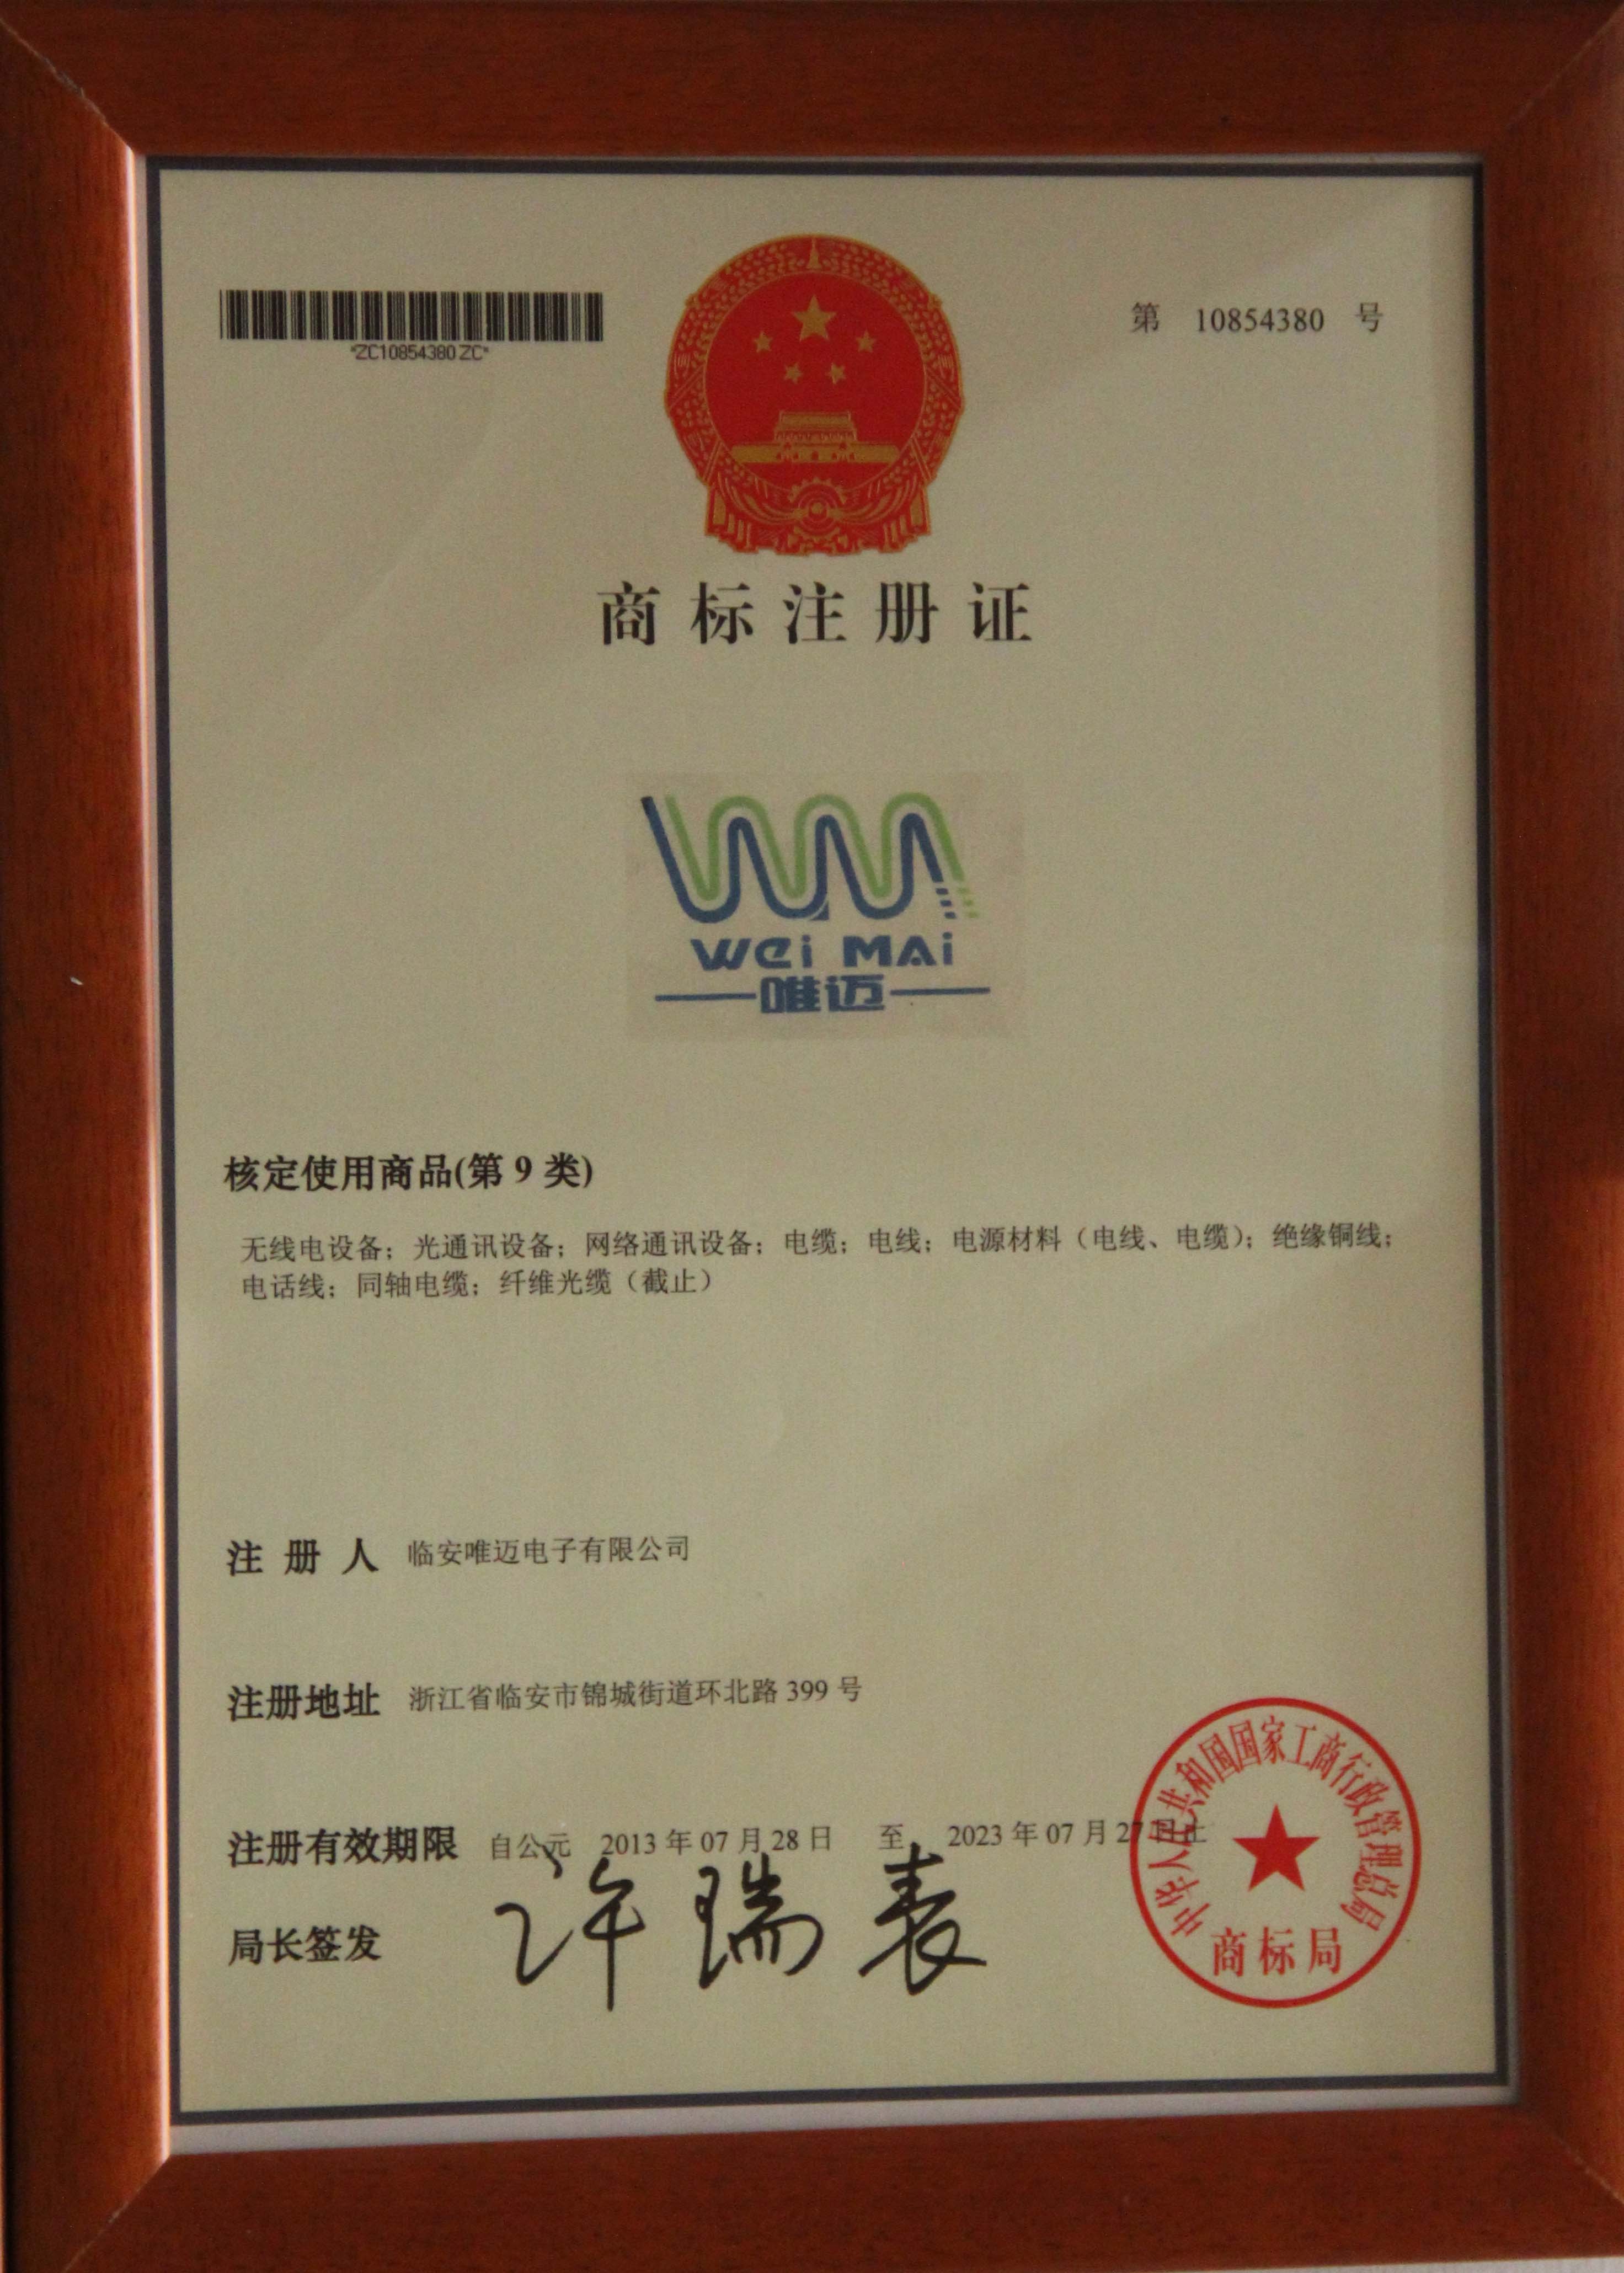 *ZC10854380ZC*
第 10854380 号
商标注册证
Wei MAi
唯迈
核定使用商品(第 9 类)
无线电设备；光通讯设备；网络通讯设备；电缆；电线；电源材料（电线、电缆）；绝缘铜线；
电话线；同轴电缆；纤维光缆（截止）
注 册 人 临安唯迈电子有限公司
注册地址 浙江省临安市锦城街道环北路 399 号
注册有效期限 自公元 2013 年 07 月 28 日 至 2023 年 07 月 27 日止
局长签发 许瑞表
中华人民共和国国家工商行政管理总局
商标局